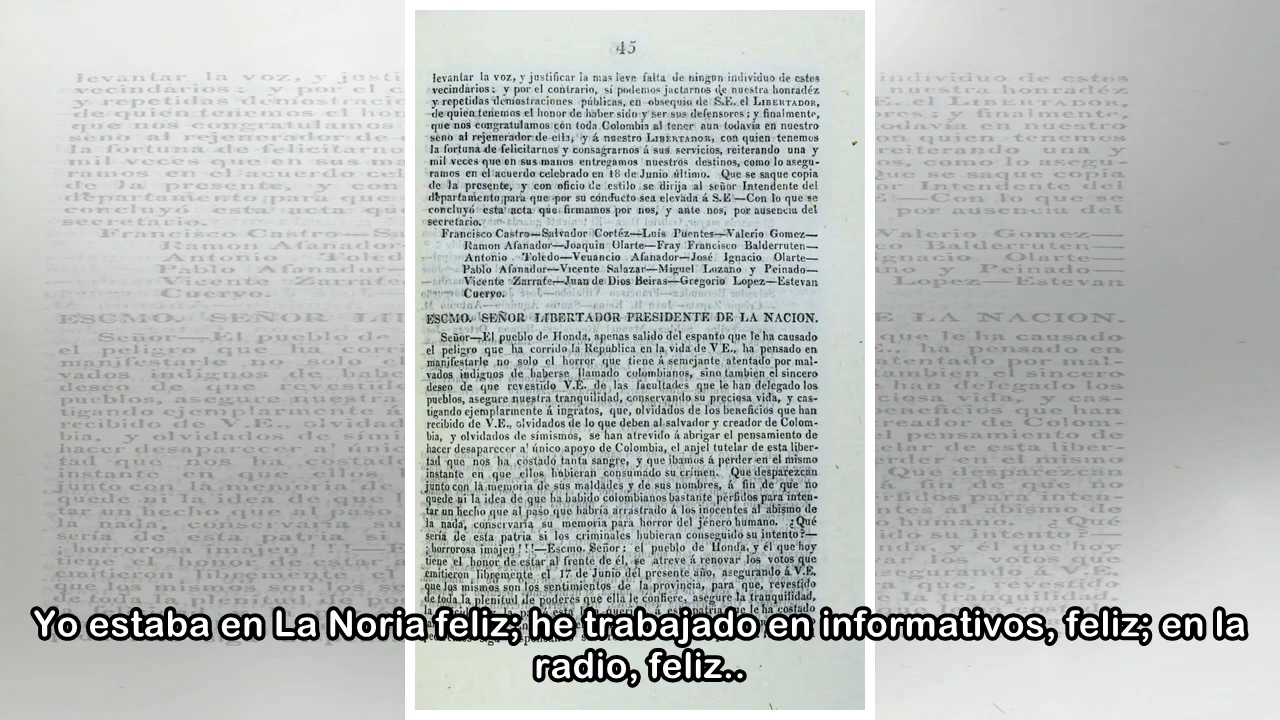 45
levantar la voz, y justificar la mas leve falta de ningun individuo de estos
vecindarios: y por el contrario, si podemos jactarnos de nuestra honradéz
y repetidas demostraciones públicas, en obsequio de S.E. el LIBERTADOR,
de quien tenemos el honor de haber sido y ser sus defensores; y finalmente,
que nos congratulamos con toda Colombia al tener aun todavia en nuestro
seno al rejenerador de ella, y á nuestro LIBERTADOR, con quien tenemos
la fortuna de felicitarnos y consagrarnos á sus servicios, reiterando una y
mil veces que en sus manos entregamos nuestros destinos, como lo asegu-
ramos en el acuerdo celebrado en 18 de Junio último. Que se saque copia
de la presente, y con oficio de estilo se dirija al señor Intendente del
departamento para que por su conducto sea elevada á S.E—Con lo que se
concluyó esta acta que firmamos por nos, y ante nos, por ausencia del
secretario.
Francisco Castro—Salvador Cortéz—Luis Puentes—Valerio Gomez—
Ramon Afanador—Joaquin Olarte—Fray Francisco Balderruten—
Antonio Toledo—Veuancio Afanador—José Ignacio Olarte—
Pablo Afanador—Vicente Salazar—Miguel Lozano y Peinado—
Vicente Zarrate—Juan de Dios Beiras—Gregorio Lopez—Estevan
Cuervo.
ESCMO. SEÑOR LIBERTADOR PRESIDENTE DE LA NACION.
Señor—El pueblo de Honda, apenas salido del espanto que le ha causado
el peligro que ha corrido la República en la vida de V E., ha pensado en
manifestarle no solo el horror que tiene á semejante atentado por mal-
vados indignos de haberse llamado colombianos, sino tambien el sincero
deseo de que revestido V.E. de las facultades que le han delegado los
pueblos, asegure nuestra tranquilidad, conservando su preciosa vida, y cas-
tigando ejemplarmente á ingratos, que, olvidados de los beneficios que han
recibido de V.E., olvidados de lo que deben al salvador y creador de Colom-
bia, y olvidados de simismos, se han atrevido á abrigar el pensamiento de
hacer desaparecer al único apoyo de Colombia, el anjel tutelar de esta liber-
tad que nos ha costado tanta sangre, y que ibamos á perder en el mismo
instante en que ellos hubieran consumado su crimen. Que desparezcan
junto con la memoria de sus maldades y de sus nombres, á fin de que no
quede ni la idea de que ha habido colombianos bastante pérfidos para inten-
tar un hecho que al paso que habria arrastrado á los inocentes al abismo de
la nada, conservaria su memoria para horror del jénero humano. ¿Qué
seria de esta patria si los criminales hubieran conseguido su intento?—
¡horrorosa imajen!!!—Escmo. Señor: el pueblo de Honda, y él que hoy
tiene el honor de estar al frente de él, se atreve á renovar los votos que
emitieron libremente el 17 de Junio del presente año, asegurando á V.E.
que los mismos son los sentimientos de la provincia, para que, revestido
de toda la plenitud de poderes que ella le confiere, asegure la tranquilidad,
Yo estaba en La Noria feliz; he trabajado en informativos, feliz; en la
radio, feliz..